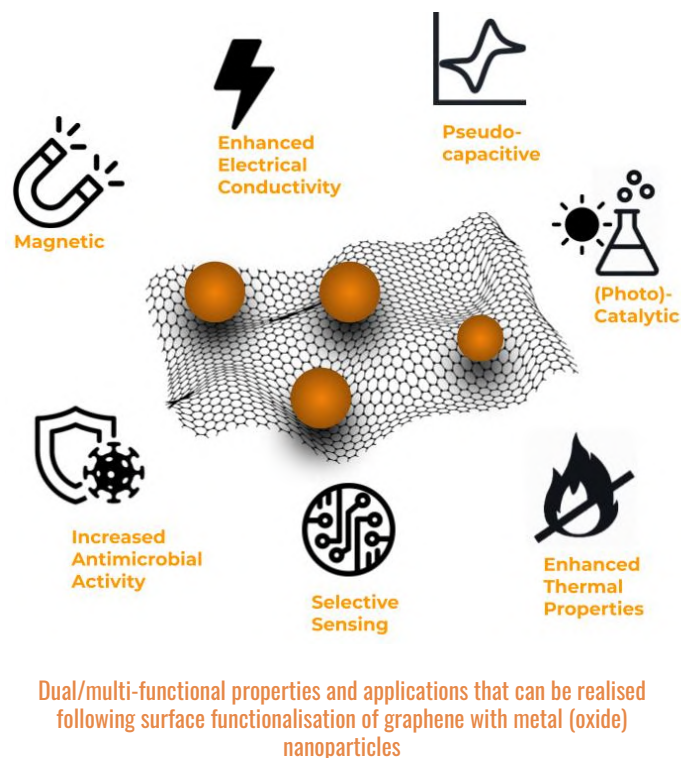 Enhanced
Electrical
Conductivity
Pseudo-
capacitive
Magnetic
(Photo)-
Catalytic
Increased
Antimicrobial
Activity
Selective
Sensing
Enhanced
Thermal
Properties
Dual/multi-functional properties and applications that can be realised
following surface functionalisation of graphene with metal (oxide)
nanoparticles